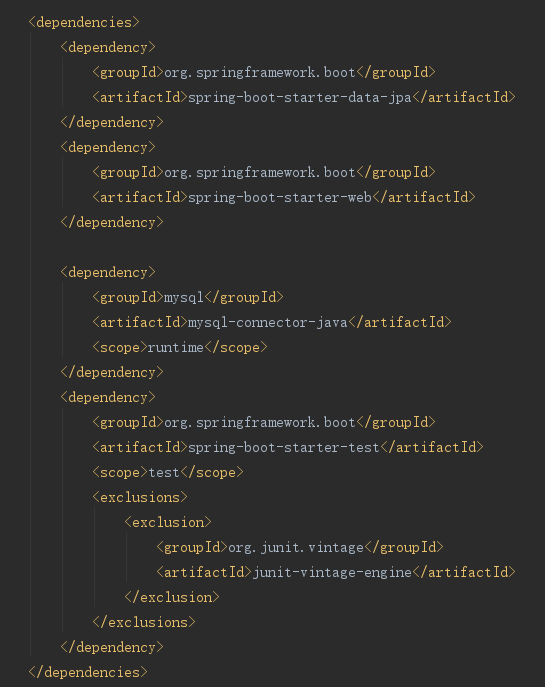 <dependencies>
    <dependency>
        <groupId>org.springframework.boot</groupId>
        <artifactId>spring-boot-starter-data-jpa</artifactId>
    </dependency>
    <dependency>
        <groupId>org.springframework.boot</groupId>
        <artifactId>spring-boot-starter-web</artifactId>
    </dependency>

    <dependency>
        <groupId>mysql</groupId>
        <artifactId>mysql-connector-java</artifactId>
        <scope>runtime</scope>
    </dependency>
    <dependency>
        <groupId>org.springframework.boot</groupId>
        <artifactId>spring-boot-starter-test</artifactId>
        <scope>test</scope>
        <exclusions>
            <exclusion>
                <groupId>org.junit.vintage</groupId>
                <artifactId>junit-vintage-engine</artifactId>
            </exclusion>
        </exclusions>
    </dependency>
</dependencies>